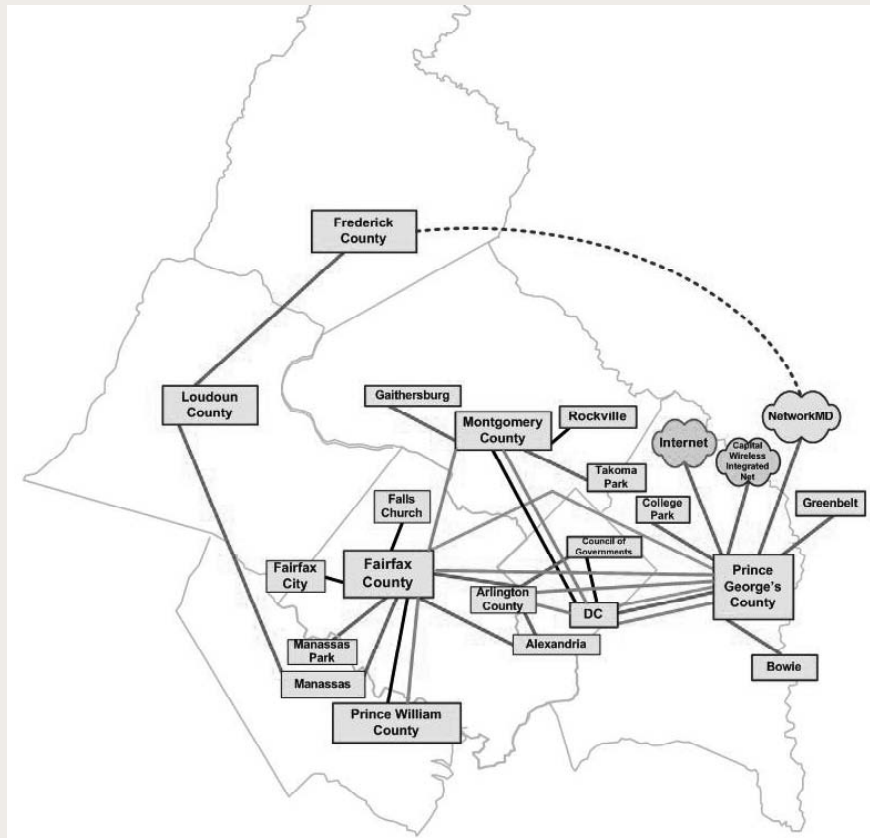 Frederick
County
Loudoun
County
Gaithersburg
Montgomery
County
Rockville
Internet
Capital
Wireless
Integrated
Net
NetworkMD
Takoma
Park
College
Park
Greenbelt
Falls
Church
Council of
Governments
Fairfax
City
Fairfax
County
Arlington
County
DC
Prince
George's
County
Manassas
Park
Alexandria
Bowie
Manassas
Prince William
County